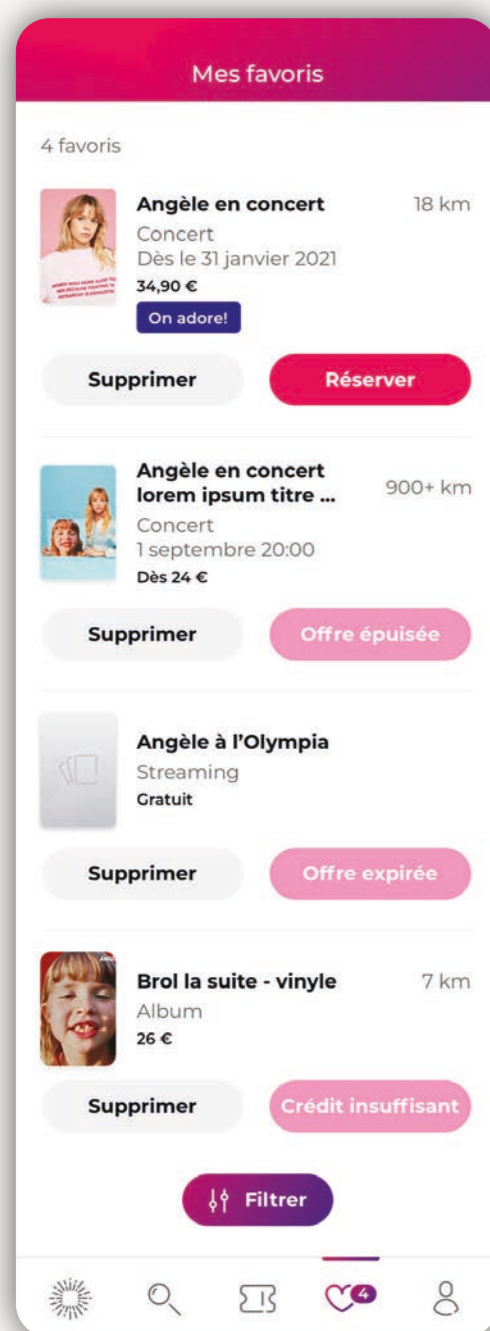 Mes favoris
4 favoris
Angèle en concert
18 km
Concert
Dès le 31 janvier 2021
34,90 €
On adore!
Supprimer
Réserver
Angèle en concert
lorem ipsum titre ...
900+ km
Concert
1 septembre 20:00
Dès 24 €
Supprimer
Offre épuisée
Angèle à l’Olympia
Streaming
Gratuit
Supprimer
Offre expirée
Brol la suite - vinyle
7 km
Album
26 €
Supprimer
Crédit insuffisant
Filtrer
4